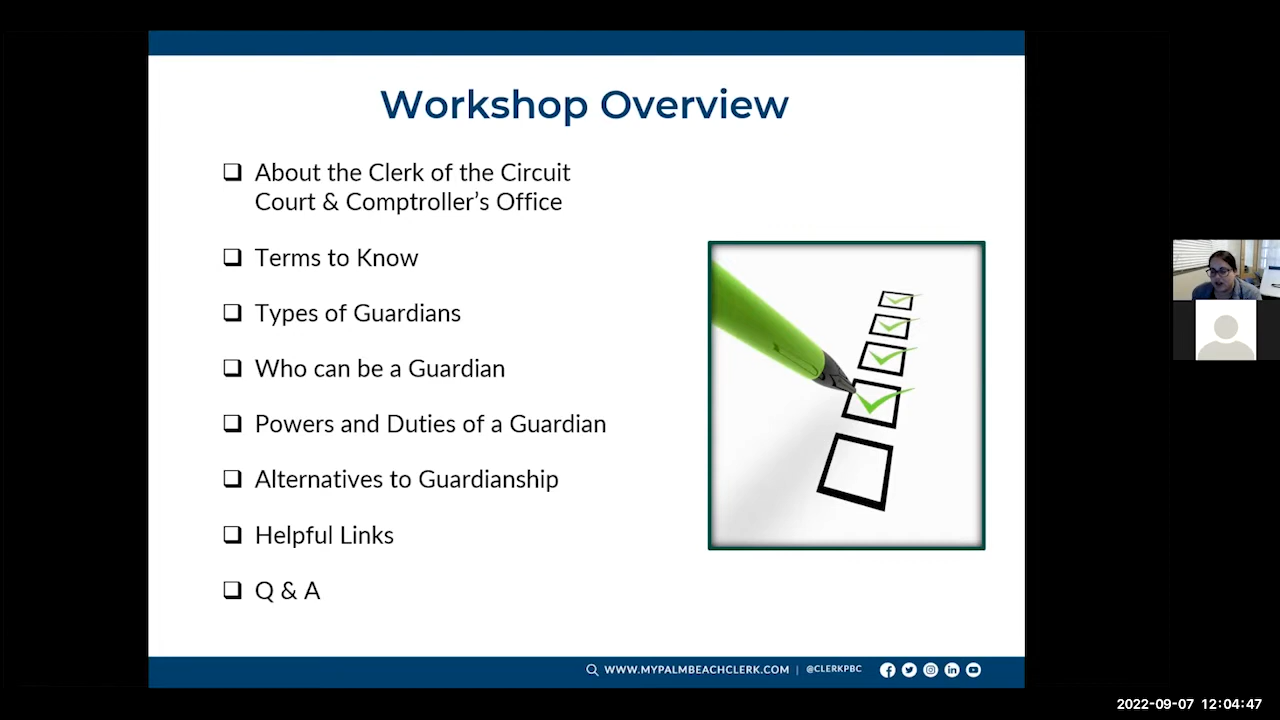 Workshop Overview
About the Clerk of the Circuit
Court & Comptroller's Office
Terms to Know
Types of Guardians
Who can be a Guardian
Powers and Duties of a Guardian
Alternatives to Guardianship
Helpful Links
Q & A
WWW.MYPALMBEACHCLERK.COM | @CLERKPBC
2022-09-07 12:04:47